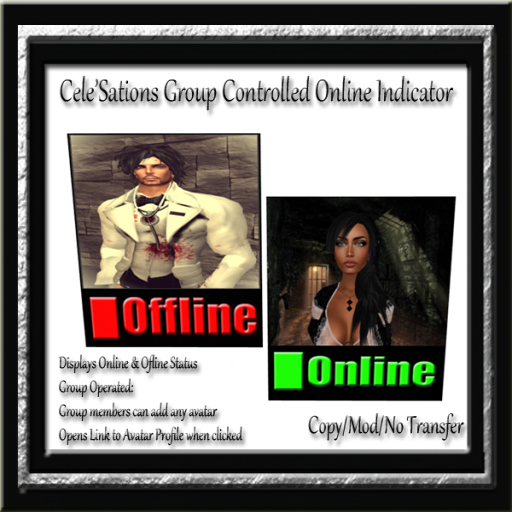 Cele'Sations Group Controlled Online Indicator
Offline
Online
Displays Online & Ofline Status
Group Operated:
Group members can add any avatar
Opens Link to Avatar Profile when clicked
Copy/Mod/No Transfer